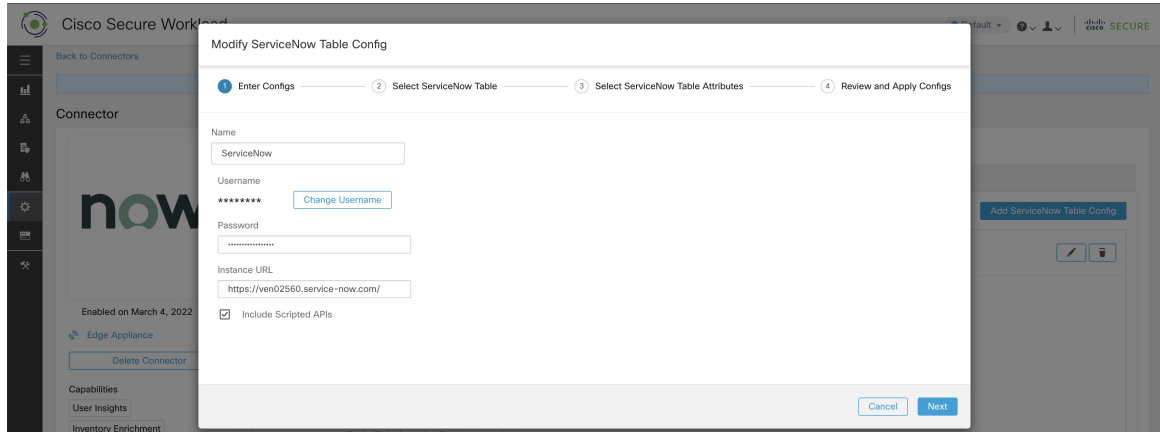 Cisco Secure Workload
Default
CISCO SECURE
Modify ServiceNow Table Config
Back to Connectors
1 Enter Configs
2 Select ServiceNow Table
3 Select ServiceNow Table Attributes
4 Review and Apply Configs
Connector
Name
ServiceNow
Username
******** Change Username
now
Add ServiceNow Table Config
Password
Instance URL
https://ven02560.service-now.com/
Enabled on March 4, 2022
Include Scripted APIs
Edge Appliance
Delete Connector
Capabilities
User Insights
Cancel Next
Inventory Enrichment